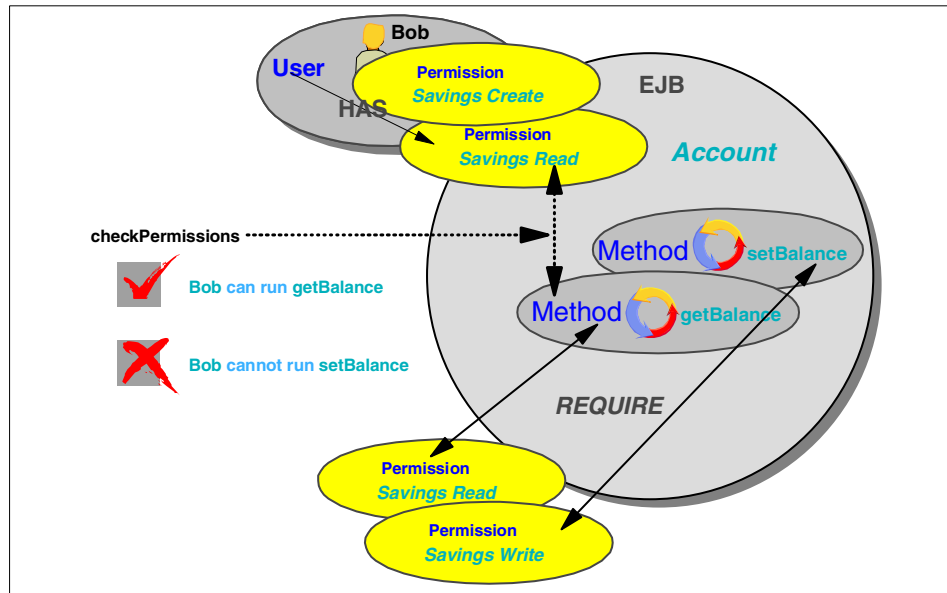 Bob
User
Permission
Savings Create
HAS
EJB
Permission
Savings Read
Account
checkPermissions
Method setBalance
Bob can run getBalance
Method getBalance
Bob cannot run setBalance
REQUIRE
Permission
Savings Read
Permission
Savings Write